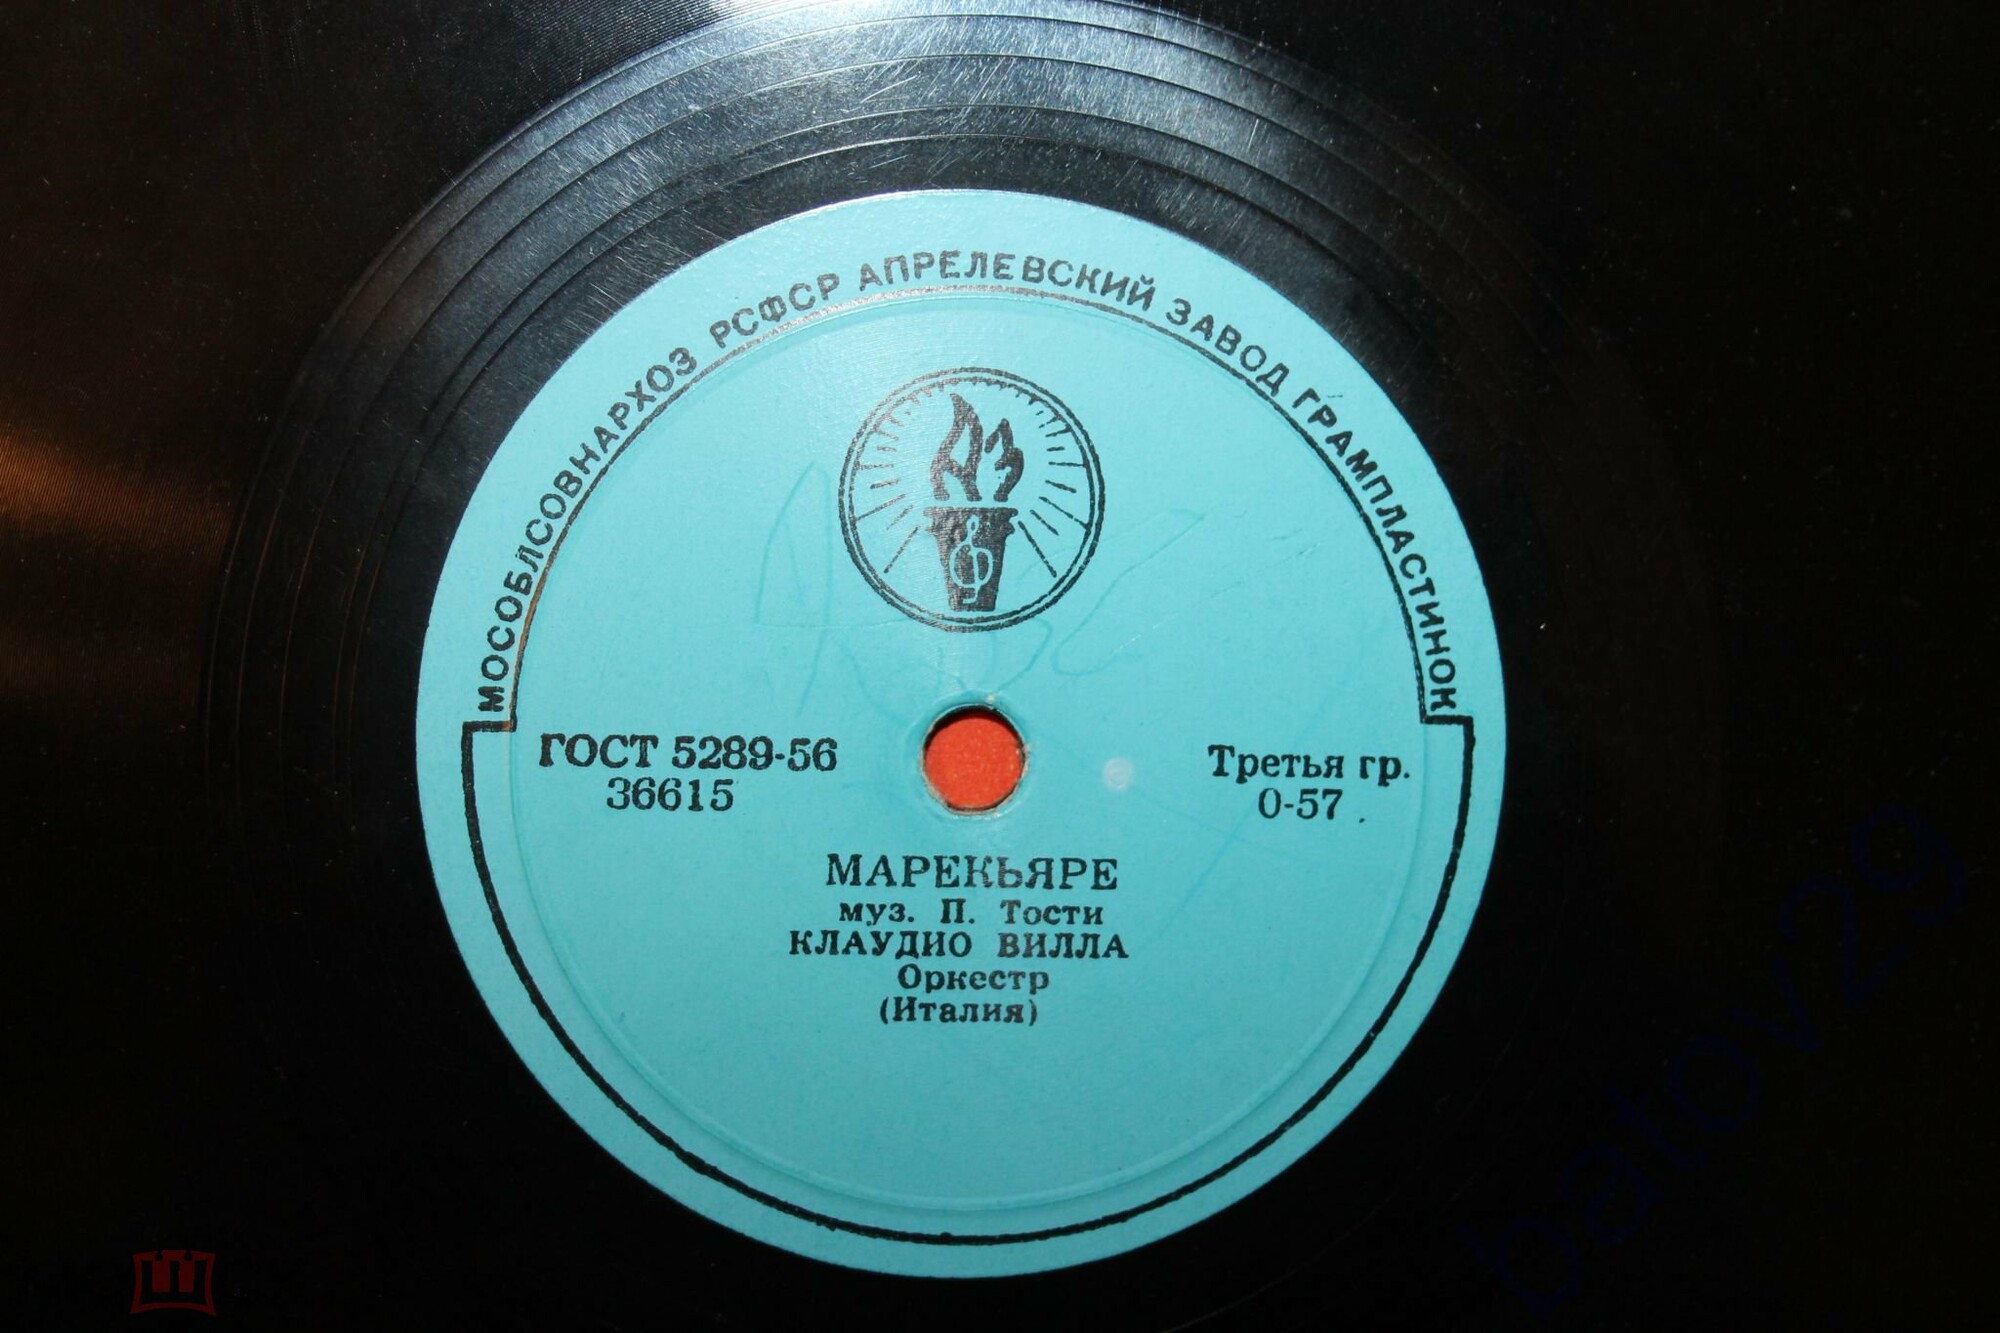 МОСОБЛСОВНАРХОЗ РСФСР АПРЕЛЕВСКИЙ ЗАВОД ГРАМПЛАСТИНОК
ГОСТ 5289-56
36615
Третья гр.
0-57
МАРЕКЬЯРЕ
муз. П. Тости
КЛАУДИО ВИЛЛА
Оркестр
(Италия)
batov29